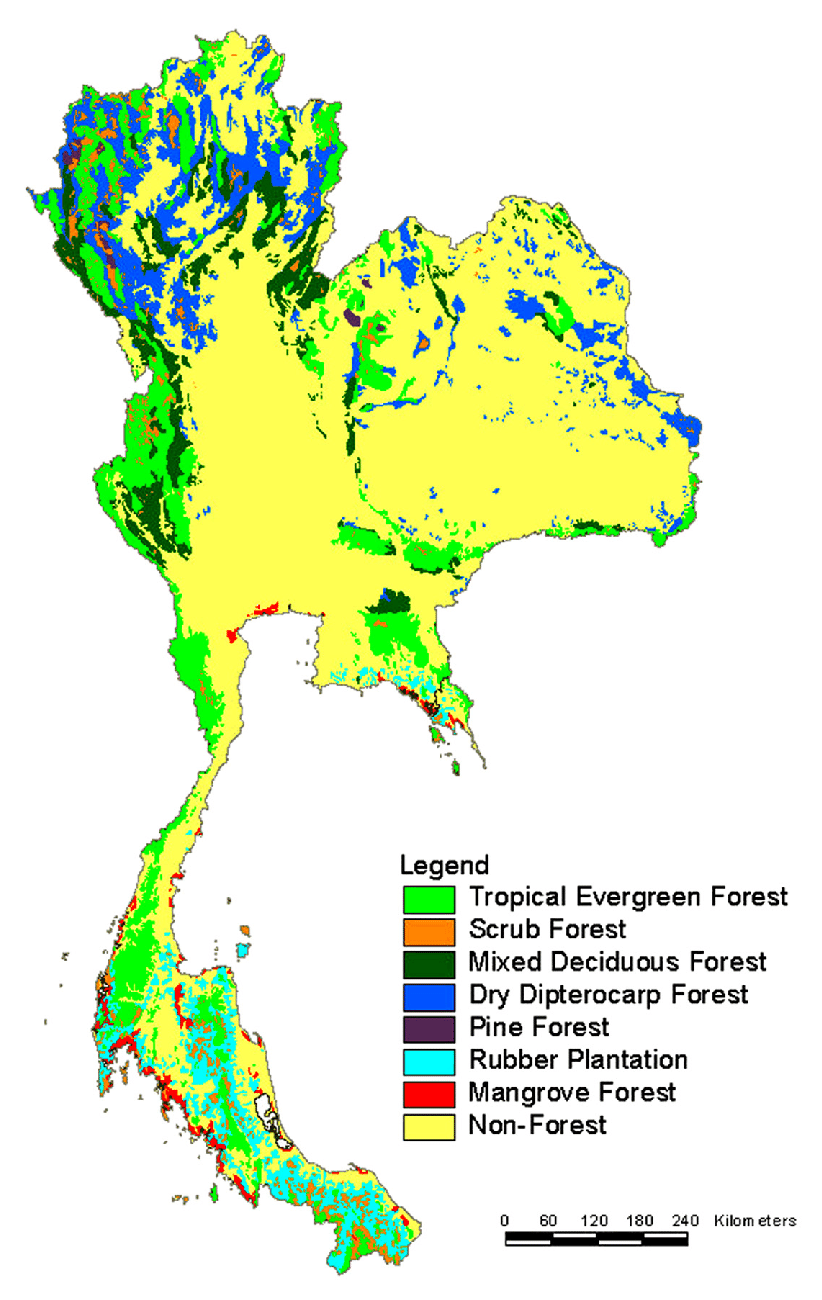 Legend
Tropical Evergreen Forest
Scrub Forest
Mixed Deciduous Forest
Dry Dipterocarp Forest
Pine Forest
Rubber Plantation
Mangrove Forest
Non-Forest
0 60 120 180 240 Kilometers